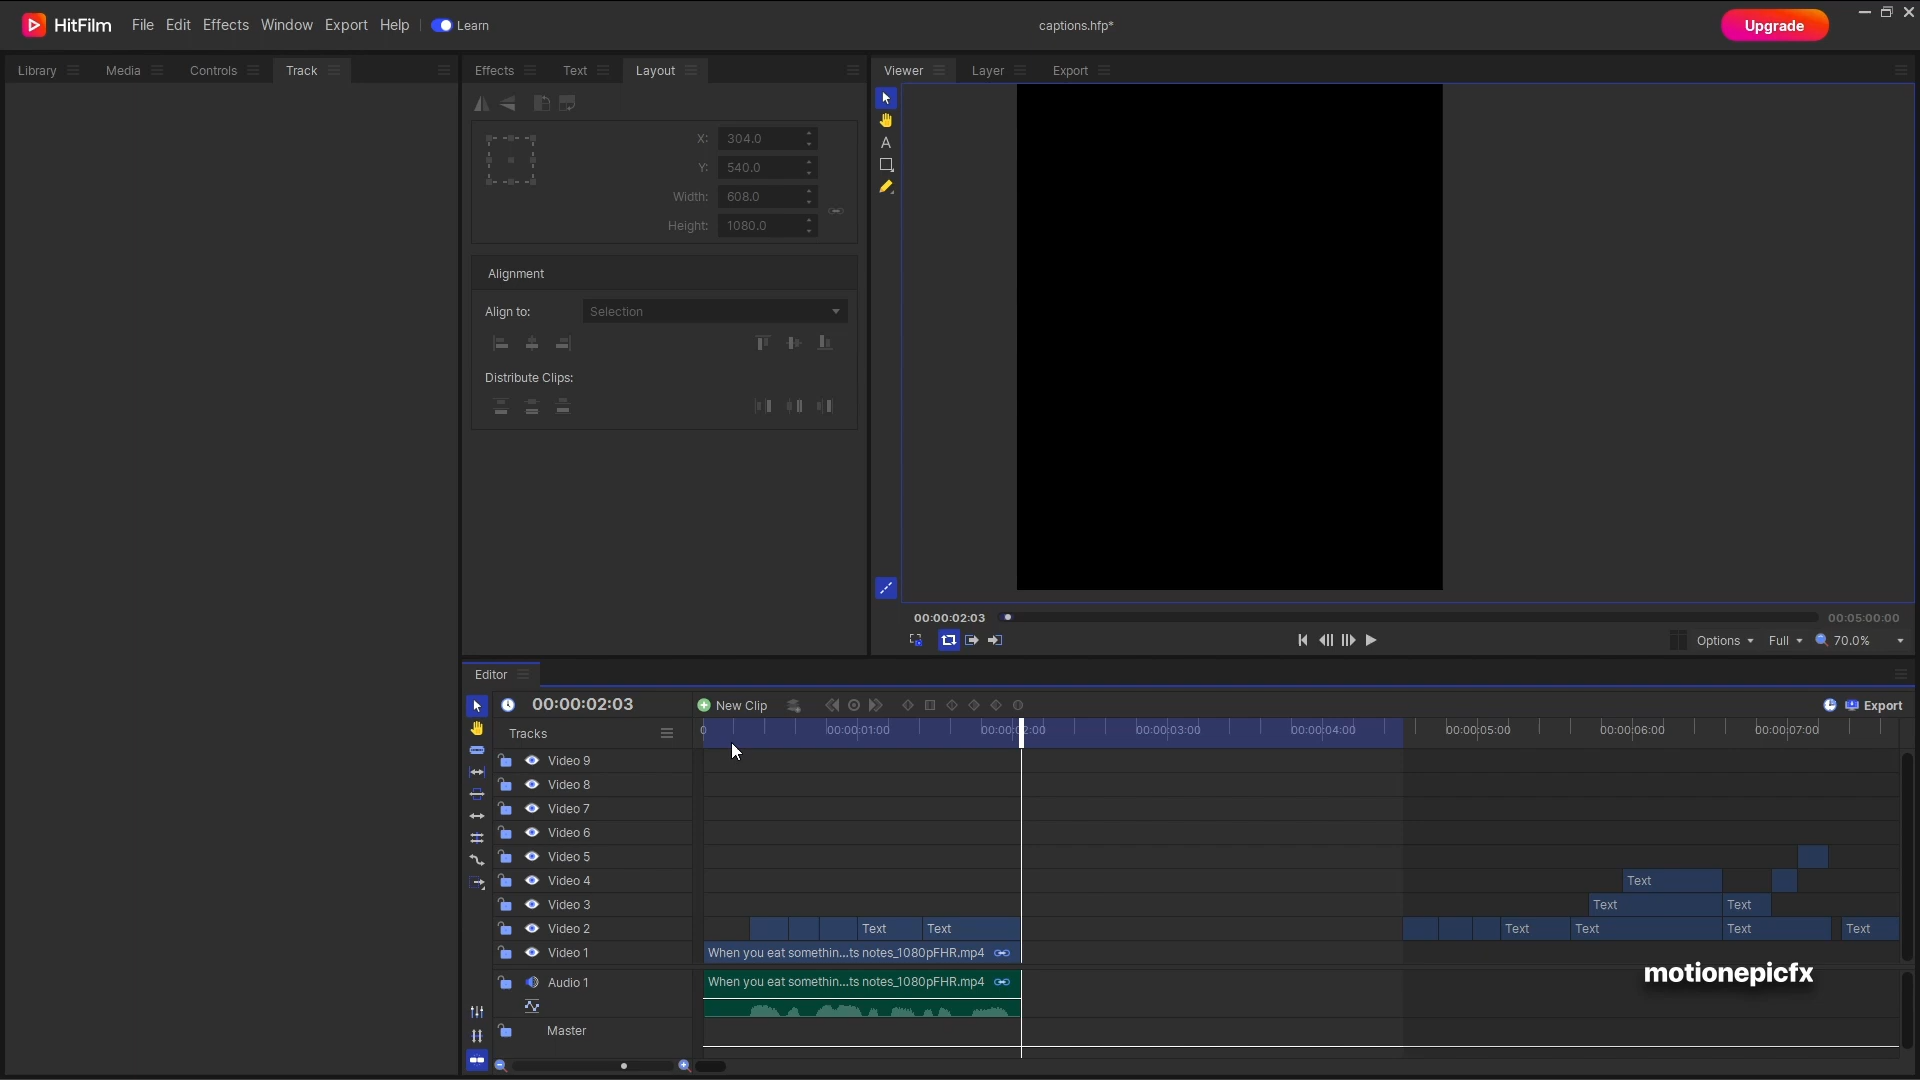 HitFilm File Edit Effects Window Export Help Learn captions.hfp* Upgrade
Library Media Controls Track Effects Text Layout Viewer Layer Export
X: 304.0
Y: 540.0
Width: 608.0
Height: 1080.0
Alignment
Align to: Selection
Distribute Clips:
00:00:02:03 00:05:00:00
Options Full 70.0%
Editor
00:00:02:03 New Clip Export
Tracks 0 00:00:01:00 00:00:02:00 00:00:03:00 00:00:04:00 00:00:05:00 00:00:06:00 00:00:07:00
Video 9
Video 8
Video 7
Video 6
Video 5
Video 4 Text
Video 3 Text Text
Video 2 Text Text Text Text Text Text
Video 1 When you eat somethin...ts notes_1080pFHR.mp4
Audio 1 When you eat somethin...ts notes_1080pFHR.mp4
motionepicfx
Master